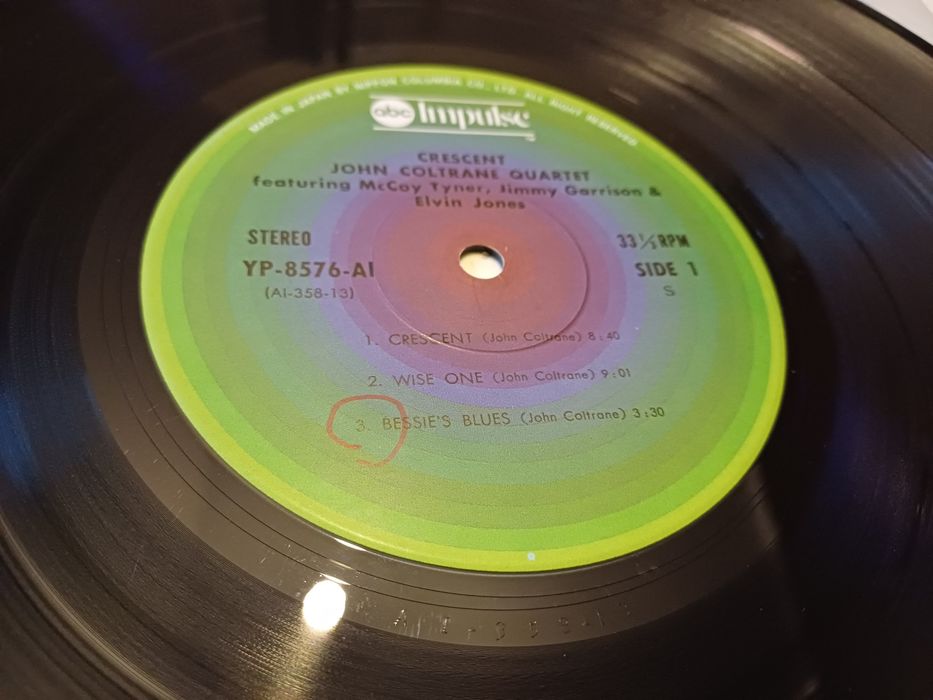 MADE IN JAPAN BY NIPPON COLUMBIA CO., LTD. ALL RIGHT RESERVED
abc Impulse
CRESCENT
JOHN COLTRANE QUARTET
featuring McCoy Tyner, Jimmy Garrison &
Elvin Jones
STEREO 33⅓ RPM
YP-8576-AI SIDE 1
(AI-358-13) S
1. CRESCENT (John Coltrane) 8:40
2. WISE ONE (John Coltrane) 9:01
3. BESSIE'S BLUES (John Coltrane) 3:30